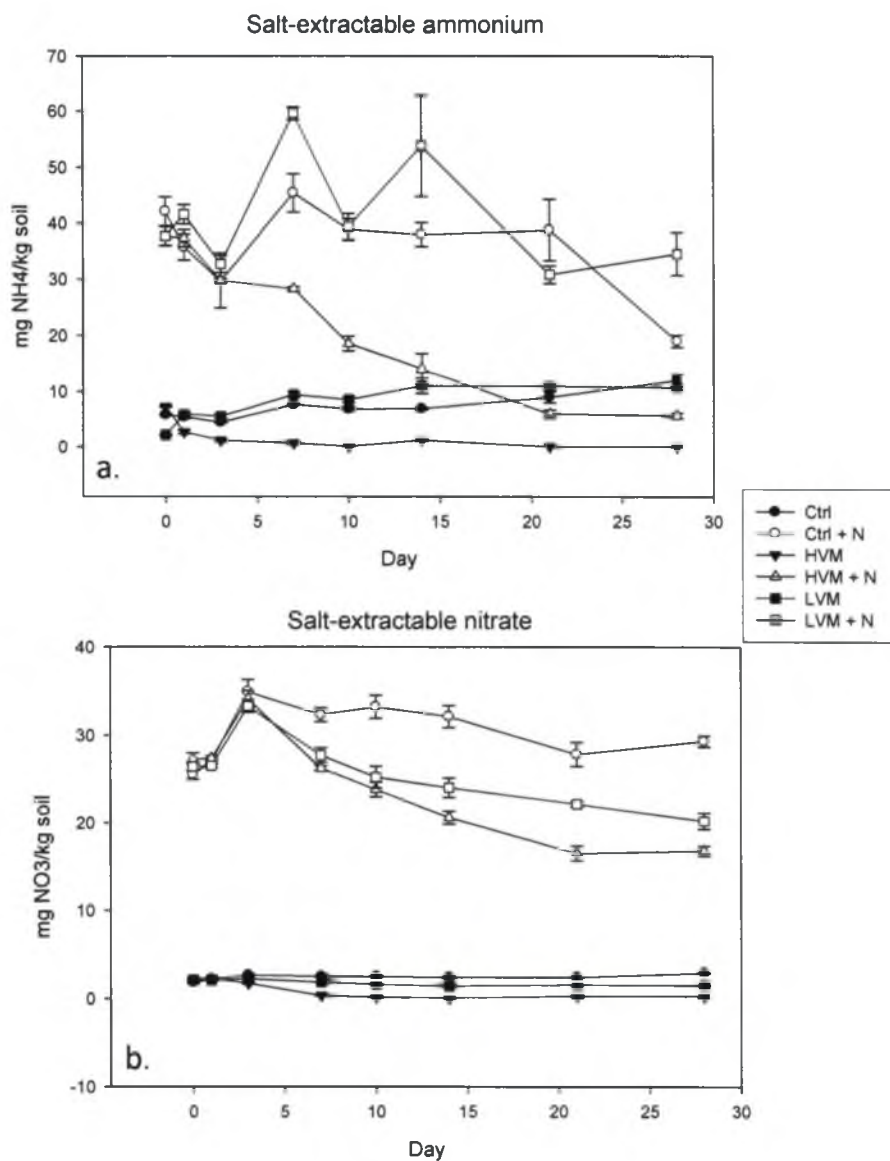 Salt-extractable ammonium
70
60
50
40
30
20
10
0
mg NH4/kg soil
a.
0 5 10 15 20 25 30
Day
Ctrl
Ctrl + N
HVM
HVM + N
LVM
LVM + N
Salt-extractable nitrate
40
30
20
10
0
-10
mg NO3/kg soil
b.
0 5 10 15 20 25 30
Day